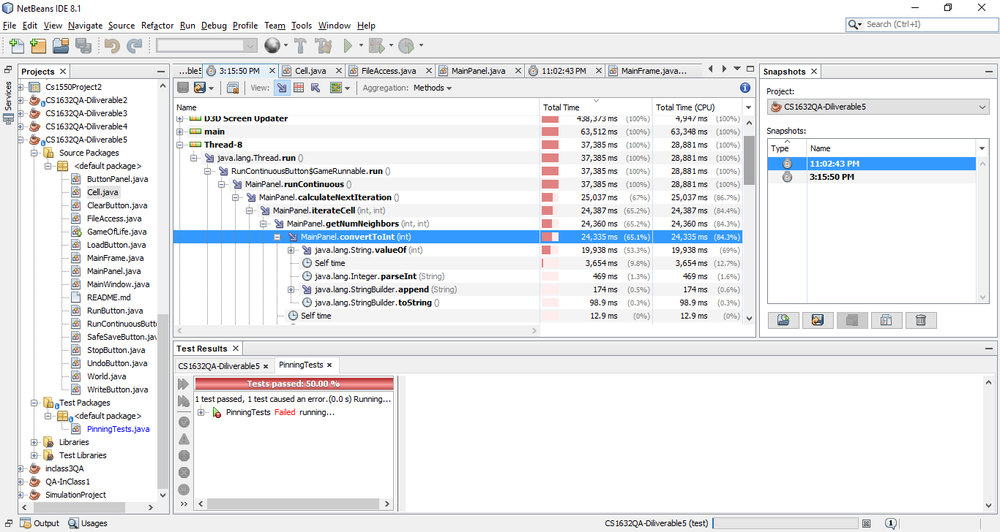 NetBeans IDE 8.1
File Edit View Navigate Source Refactor Run Debug Profile Team Tools Window Help
Search (Ctrl+I)
Services
Projects
Cs1550Project2
CS1632QA-Diliverable2
CS1632QA-Diliverable3
CS1632QA-Diliverable4
CS1632QA-Diliverable5
Source Packages
<default package>
ButtonPanel.java
Cell.java
ClearButton.java
FileAccess.java
GameOfLife.java
LoadButton.java
MainFrame.java
MainPanel.java
MainWindow.java
README.md
RunButton.java
RunContinuousButto
SafeSaveButton.jav
StopButton.java
UndoButton.java
World.java
WriteButton.java
Test Packages
<default package>
PinningTests.java
Libraries
Test Libraries
inclass3QA
QA-InClass1
SimulationProject
...ble5 3:15:50 PM Cell.java FileAccess.java MainPanel.java 11:02:43 PM MainFrame.java...
View: Aggregation: Methods
Name Total Time Total Time (CPU)
D3D Screen Updater 438,373 ms (100%) 4,947 ms (100%)
main 63,512 ms (100%) 63,348 ms (100%)
Thread-8 37,385 ms (100%) 28,881 ms (100%)
java.lang.Thread.run () 37,385 ms (100%) 28,881 ms (100%)
RunContinuousButton$GameRunnable.run () 37,385 ms (100%) 28,881 ms (100%)
MainPanel.runContinuous () 37,385 ms (100%) 28,881 ms (100%)
MainPanel.calculateNextIteration () 25,037 ms (67%) 25,037 ms (86.7%)
MainPanel.iterateCell (int, int) 24,387 ms (65.2%) 24,387 ms (84.4%)
MainPanel.getNumNeighbors (int, int) 24,360 ms (65.2%) 24,360 ms (84.3%)
MainPanel.convertToInt (int) 24,335 ms (65.1%) 24,335 ms (84.3%)
java.lang.String.valueOf (int) 19,938 ms (53.3%) 19,938 ms (69%)
Self time 3,654 ms (9.8%) 3,654 ms (12.7%)
java.lang.Integer.parseInt (String) 469 ms (1.3%) 469 ms (1.6%)
java.lang.StringBuilder.append (String) 174 ms (0.5%) 174 ms (0.6%)
java.lang.StringBuilder.toString () 98.9 ms (0.3%) 98.9 ms (0.3%)
Self time 12.9 ms (0%) 12.9 ms (0%)
Snapshots
Project:
CS1632QA-Diliverable5
Snapshots:
Type Name
11:02:43 PM
3:15:50 PM
Test Results
CS1632QA-Diliverable5 PinningTests
Tests passed: 50.00 %
1 test passed, 1 test caused an error.(0.0 s) Running...
PinningTests Failed running...
Output Usages
CS1632QA-Diliverable5 (test)
1